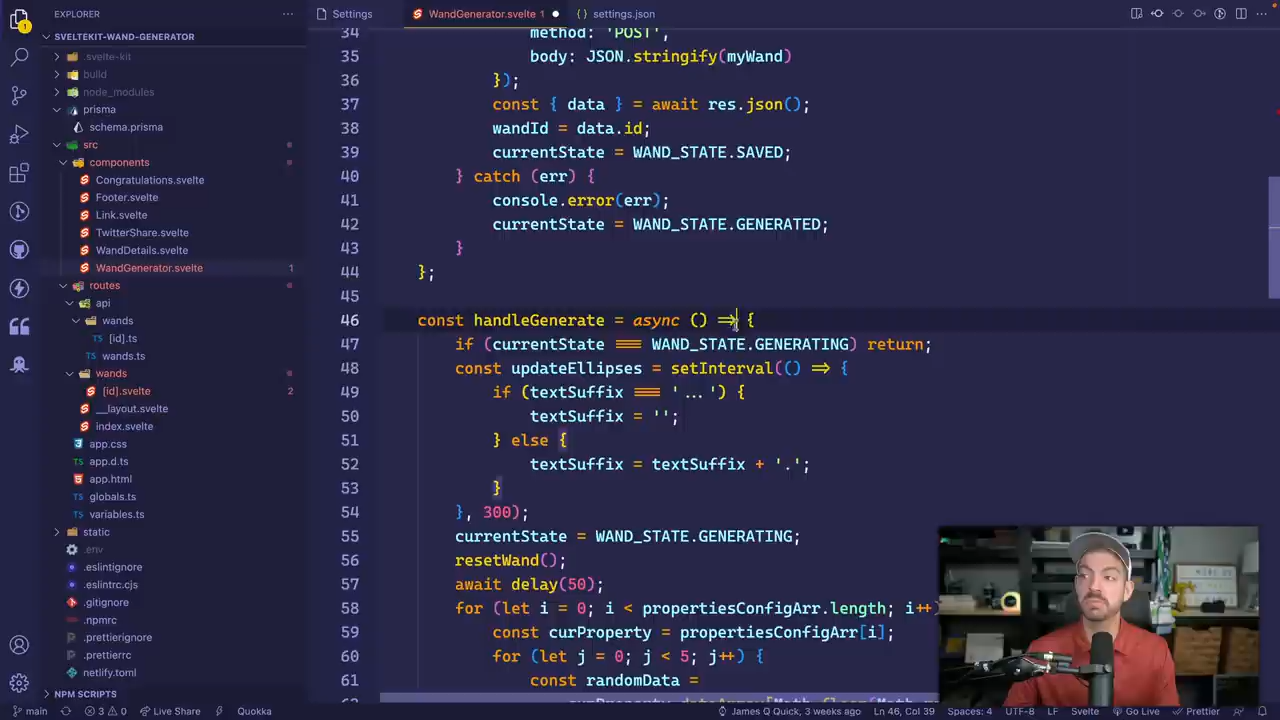 EXPLORER
SVELTEKIT-WAND-GENERATOR
.svelte-kit
build
node_modules
prisma
schema.prisma
src
components
Congratulations.svelte
Footer.svelte
Link.svelte
TwitterShare.svelte
WandDetails.svelte
WandGenerator.svelte 1
routes
api
wands
[id].ts
wands.ts
wands
[id].svelte 2
__layout.svelte
index.svelte
app.css
app.d.ts
app.html
globals.ts
variables.ts
static
.env
.eslintignore
.eslintrc.cjs
.gitignore
.npmrc
.prettierignore
.prettierrc
netlify.toml
NPM SCRIPTS
Settings
WandGenerator.svelte 1
settings.json
34 method: 'POST',
35 body: JSON.stringify(myWand)
36 });
37 const { data } = await res.json();
38 wandId = data.id;
39 currentState = WAND_STATE.SAVED;
40 } catch (err) {
41 console.error(err);
42 currentState = WAND_STATE.GENERATED;
43 }
44 };
45
46 const handleGenerate = async () => {
47 if (currentState === WAND_STATE.GENERATING) return;
48 const updateEllipses = setInterval(() => {
49 if (textSuffix === '...') {
50 textSuffix = '';
51 } else {
52 textSuffix = textSuffix + '.';
53 }
54 }, 300);
55 currentState = WAND_STATE.GENERATING;
56 resetWand();
57 await delay(50);
58 for (let i = 0; i < propertiesConfigArr.length; i++)
59 const curProperty = propertiesConfigArr[i];
60 for (let j = 0; j < 5; j++) {
61 const randomData =
main 3 0 Live Share Quokka James Q Quick, 3 weeks ago Ln 46, Col 39 Spaces: 4 UTF-8 LF Svelte Go Live Prettier